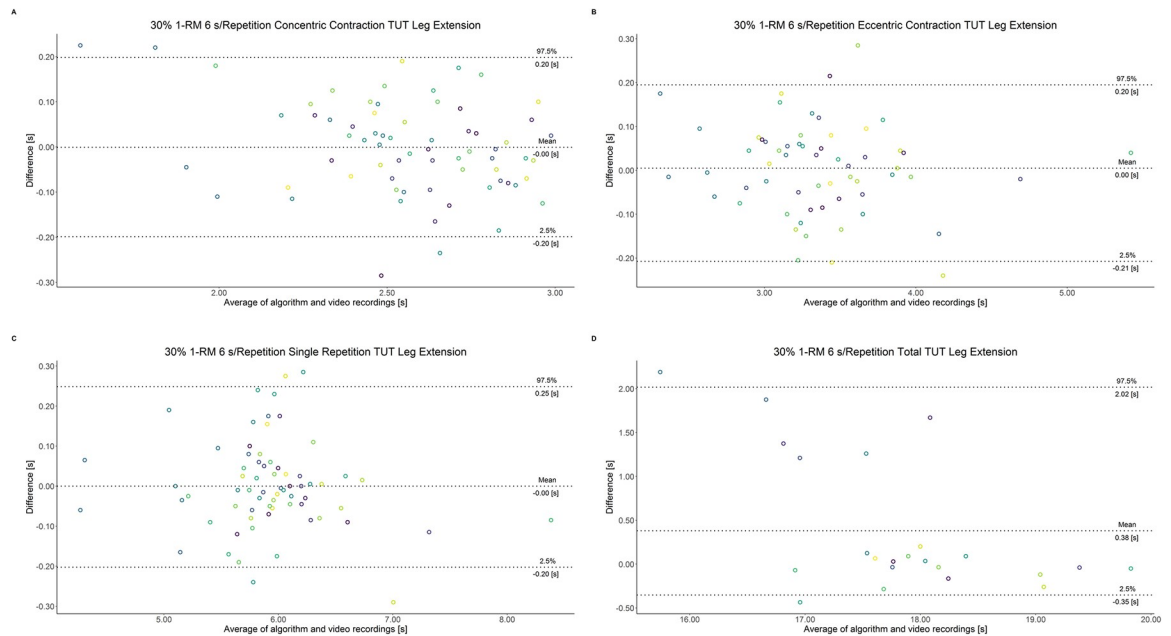 A
30% 1-RM 6 s/Repetition Concentric Contraction TUT Leg Extension
0.20
0.10
0.00
-0.10
-0.20
-0.30
Difference [s]
97.5%
0.20 [s]
Mean
-0.00 [s]
2.5%
-0.20 [s]
2.00 2.50 3.00
Average of algorithm and video recordings [s]
B
30% 1-RM 6 s/Repetition Eccentric Contraction TUT Leg Extension
0.30
0.20
0.10
0.00
-0.10
-0.20
Difference [s]
97.5%
0.20 [s]
Mean
0.00 [s]
2.5%
-0.21 [s]
3.00 4.00 5.00
Average of algorithm and video recordings [s]
C
30% 1-RM 6 s/Repetition Single Repetition TUT Leg Extension
0.30
0.20
0.10
0.00
-0.10
-0.20
-0.30
Difference [s]
97.5%
0.25 [s]
Mean
-0.00 [s]
2.5%
-0.20 [s]
5.00 6.00 7.00 8.00
Average of algorithm and video recordings [s]
D
30% 1-RM 6 s/Repetition Total TUT Leg Extension
2.00
1.50
1.00
0.50
0.00
-0.50
Difference [s]
97.5%
2.02 [s]
Mean
0.38 [s]
2.5%
-0.35 [s]
16.00 17.00 18.00 19.00 20.00
Average of algorithm and video recordings [s]